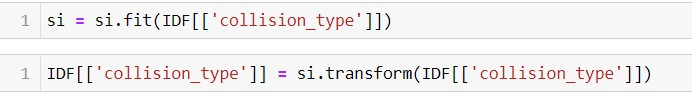 1 si = si.fit(IDF[['collision_type']])
1 IDF[['collision_type']] = si.transform(IDF[['collision_type']])